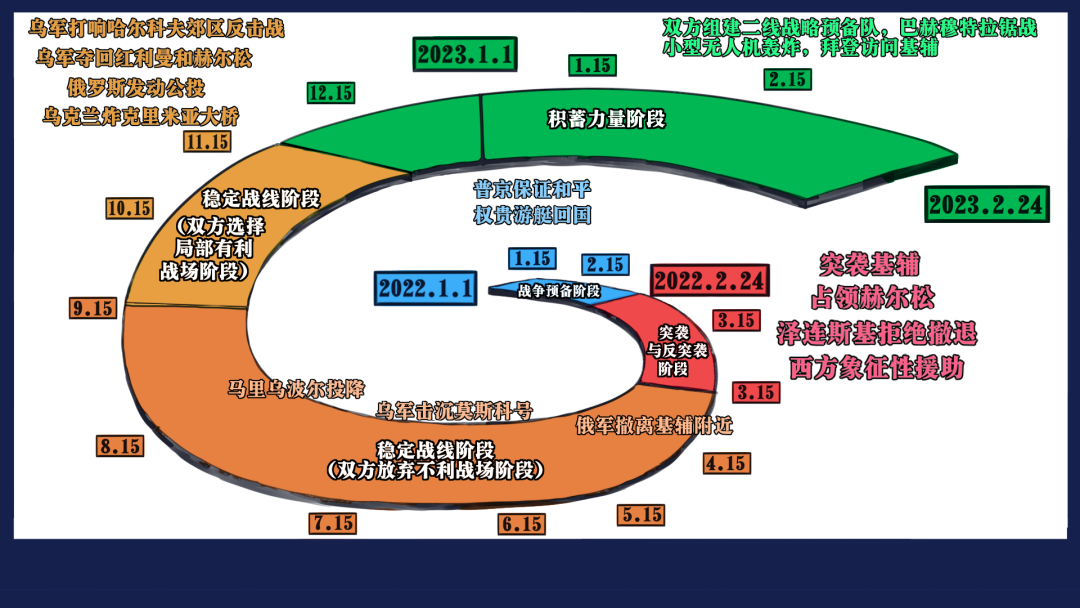 乌军打响哈尔科夫郊区反击战
乌军夺回红利曼和赫尔松
俄罗斯发动公投
乌克兰炸克里米亚大桥
双方组建二线战略预备队，巴赫穆特拉锯战
小型无人机轰炸，拜登访问基辅
2023.1.1
1.15
2.15
12.15
11.15
10.15
9.15
积蓄力量阶段
2023.2.24
稳定战线阶段
（双方选择
局部有利
战场阶段）
普京保证和平
权贵游艇回国
1.15
2.15
2022.1.1
战争预备阶段
2022.2.24
突袭基辅
占领赫尔松
泽连斯基拒绝撤退
西方象征性援助
3.15
突袭
与反突袭
阶段
3.15
马里乌波尔投降
乌军击沉莫斯科号
俄军撤离基辅附近
稳定战线阶段
（双方放弃不利战场阶段）
8.15
7.15
6.15
5.15
4.15